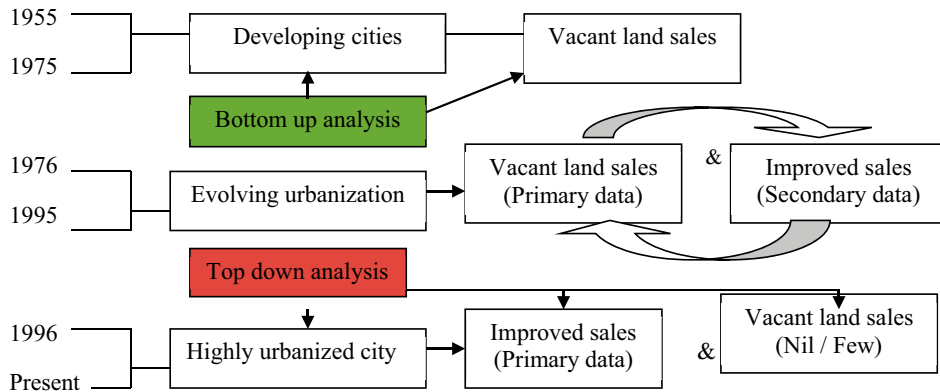 1955
Developing cities
Vacant land sales
1975
Bottom up analysis
1976
Vacant land sales
(Primary data)
&
Improved sales
(Secondary data)
Evolving urbanization
1995
Top down analysis
1996
Highly urbanized city
Improved sales
(Primary data)
&
Vacant land sales
(Nil / Few)
Present